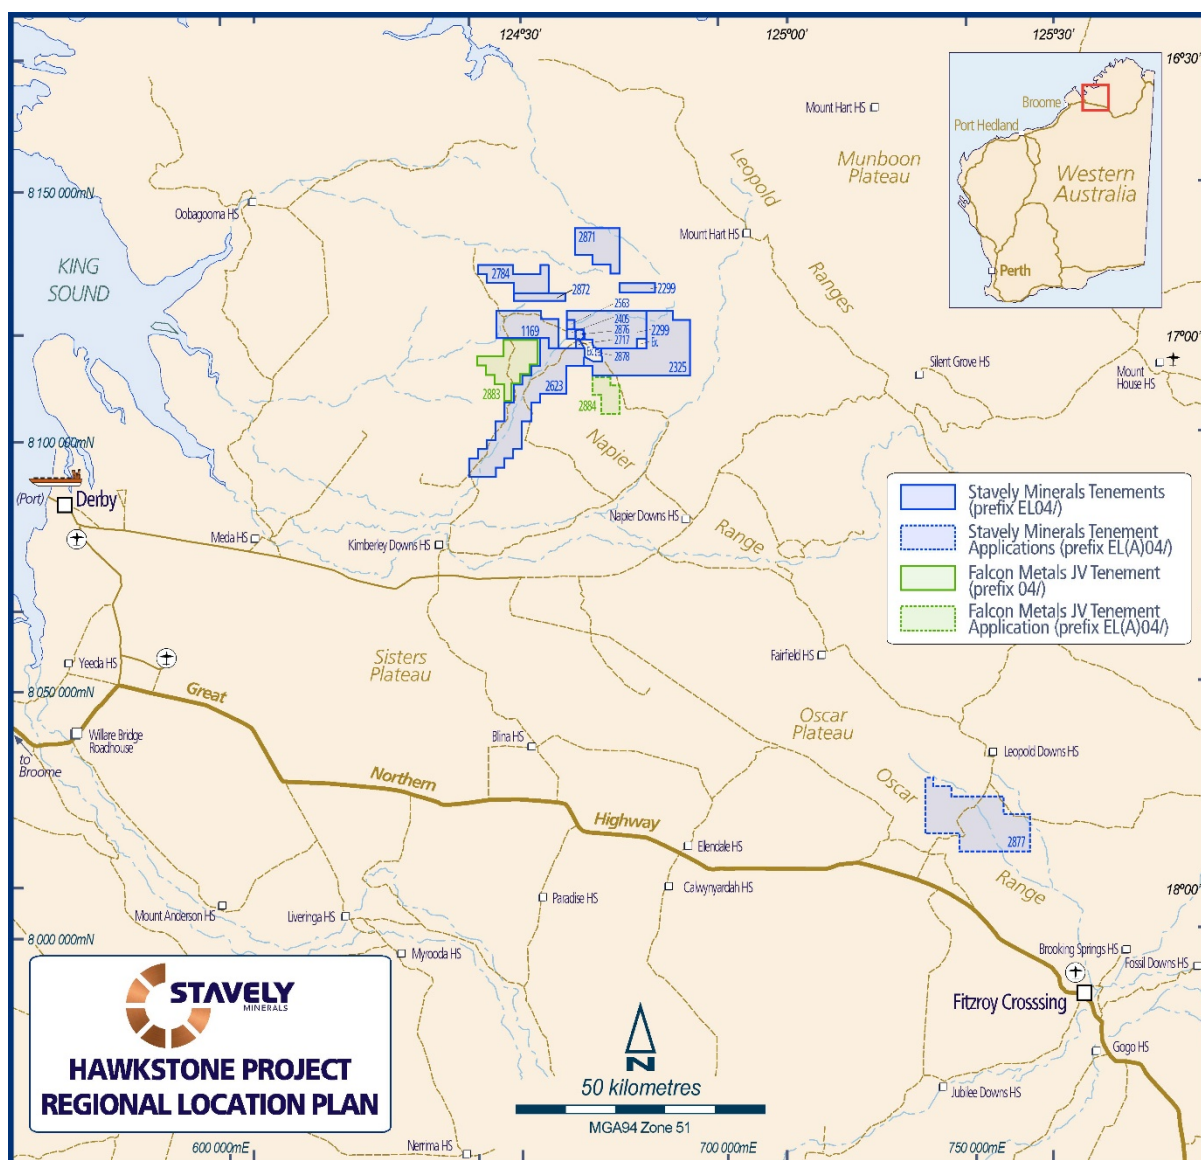 124°30'
125°00'
125°30'
16°30'
Mount Hart HS
Broome
Port Hedland
Western
Australia
Perth
Leopold
Munboon
Plateau
8 150 000mN
Oobagooma HS
KING
SOUND
2871
Mount Hart HS
Ranges
2784
2872
2299
2563
2405
2876
2717
2878
1169
2299
2325
17°00'
Silent Grove HS
Mount
House HS
2883
2623
2884
8 100 000mN
Napier
Range
(Port)
Derby
Meda HS
Kimberley Downs HS
Napier Downs HS
Stavely Minerals Tenements
(prefix EL04/)
Stavely Minerals Tenement
Applications (prefix EL(A)04/)
Falcon Metals JV Tenement
(prefix 04/)
Falcon Metals JV Tenement
Application (prefix EL(A)04/)
Yeeda HS
Sisters
Plateau
Fairfield HS
8 050 000mN
Great
Northern
Highway
Willare Bridge
Roadhouse
to
Broome
Blina HS
Oscar
Plateau
Leopold Downs HS
Oscar
Range
2877
Ellendale HS
Calwynyardah HS
Paradise HS
18°00'
Mount Anderson HS
Liveringa HS
8 000 000mN
Myrooda HS
Brooking Springs HS
Fossil Downs HS
Fitzroy Crosssing
Gogo HS
Jubilee Downs HS
STAVELY
MINERALS
HAWKSTONE PROJECT
REGIONAL LOCATION PLAN
N
50 kilometres
MGA94 Zone 51
Nerrima HS
600 000mE
700 000mE
750 000mE